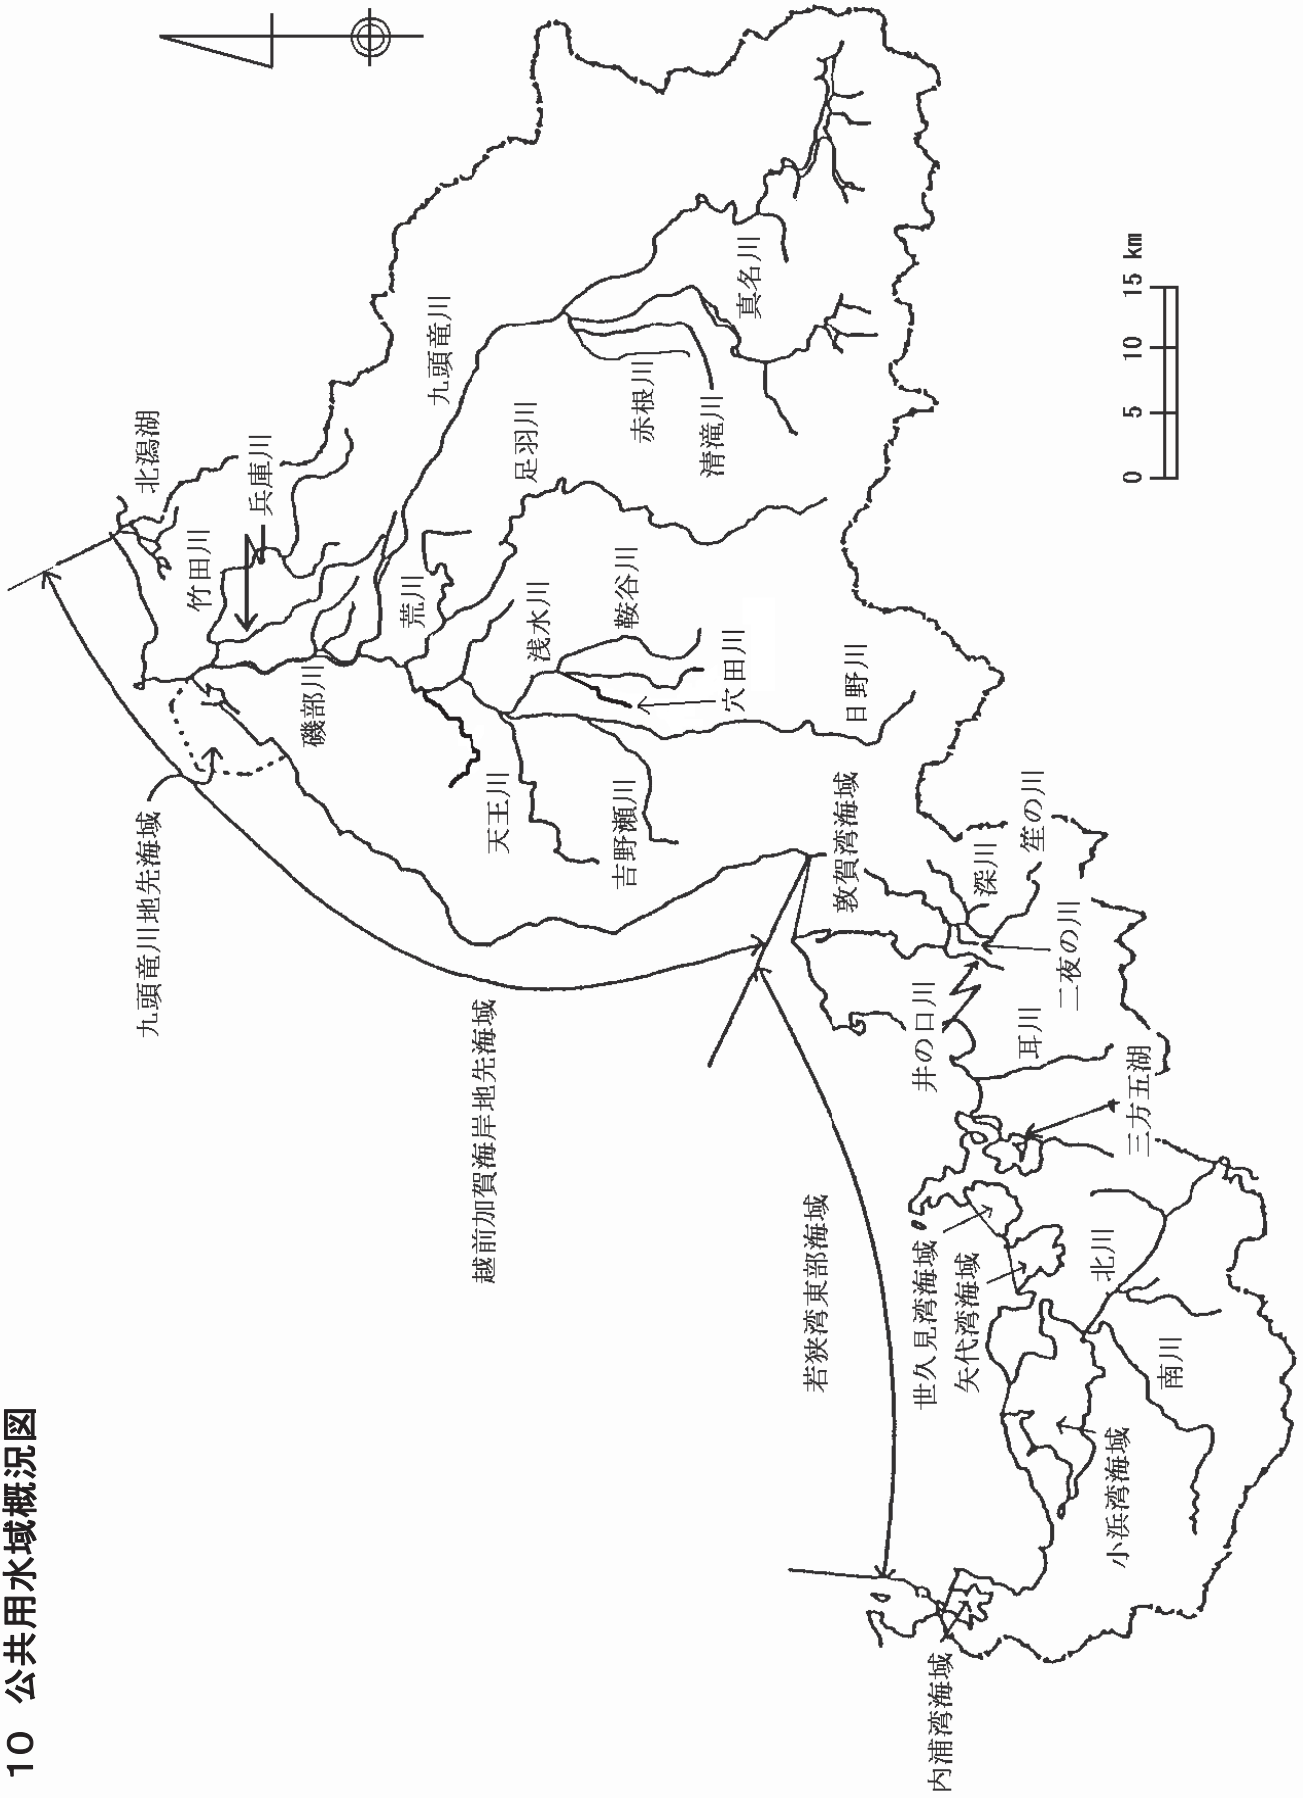 10 公共用水域概況図
北潟湖
兵庫川
竹田川
九頭竜川
磯部川
荒川
足羽川
赤根川
清滝川
真名川
浅水川
鞍谷川
穴田川
日野川
天王川
吉野瀬川
九頭竜川地先海域
越前加賀海岸地先海域
敦賀湾海域
笙の川
深川
二夜の川
井の口川
耳川
三方五湖
若狭湾東部海域
世久見湾海域
矢代湾海域
北川
南川
小浜湾海域
内浦湾海域
0 5 10 15 km